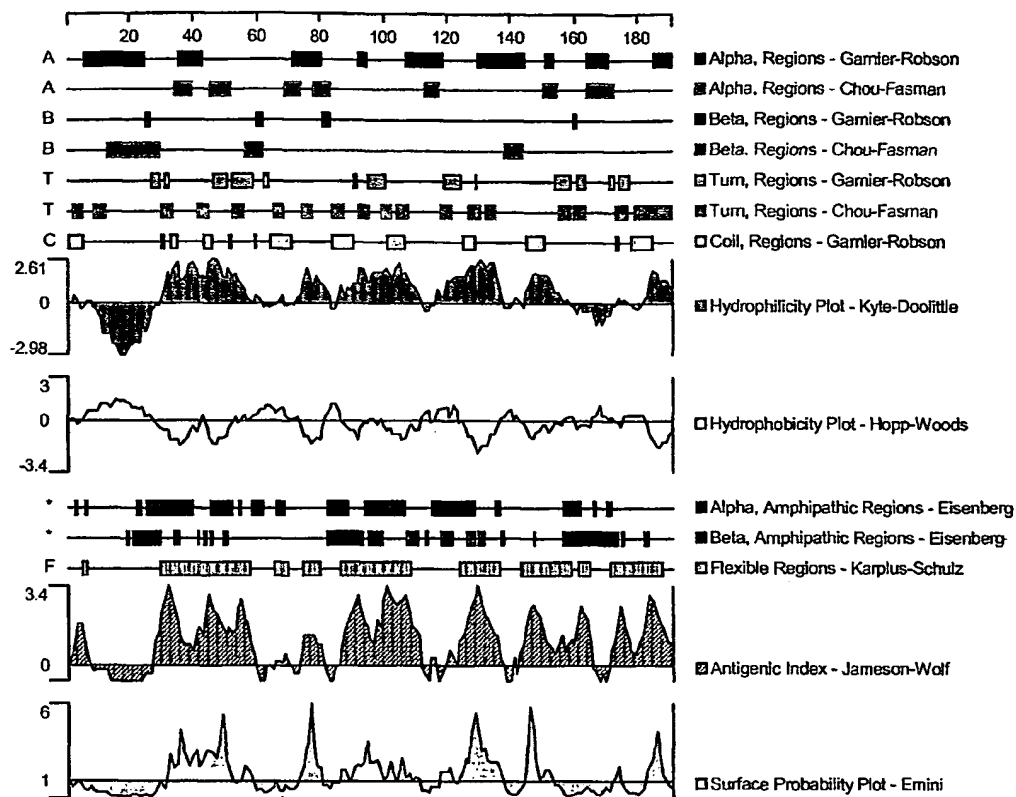 20 40 60 80 100 120 140 160 180
A Alpha, Regions - Garnier-Robson
A Alpha, Regions - Chou-Fasman
B Beta, Regions - Garnier-Robson
B Beta, Regions - Chou-Fasman
T Turn, Regions - Garnier-Robson
T Turn, Regions - Chou-Fasman
C Coil, Regions - Garnier-Robson
2.61
0 Hydrophilicity Plot - Kyte-Doolittle
-2.98
3
0 Hydrophobicity Plot - Hopp-Woods
-3.4
* Alpha, Amphipathic Regions - Eisenberg
* Beta, Amphipathic Regions - Eisenberg
F Flexible Regions - Karplus-Schulz
3.4
0 Antigenic Index - Jameson-Wolf
6
1 Surface Probability Plot - Emini